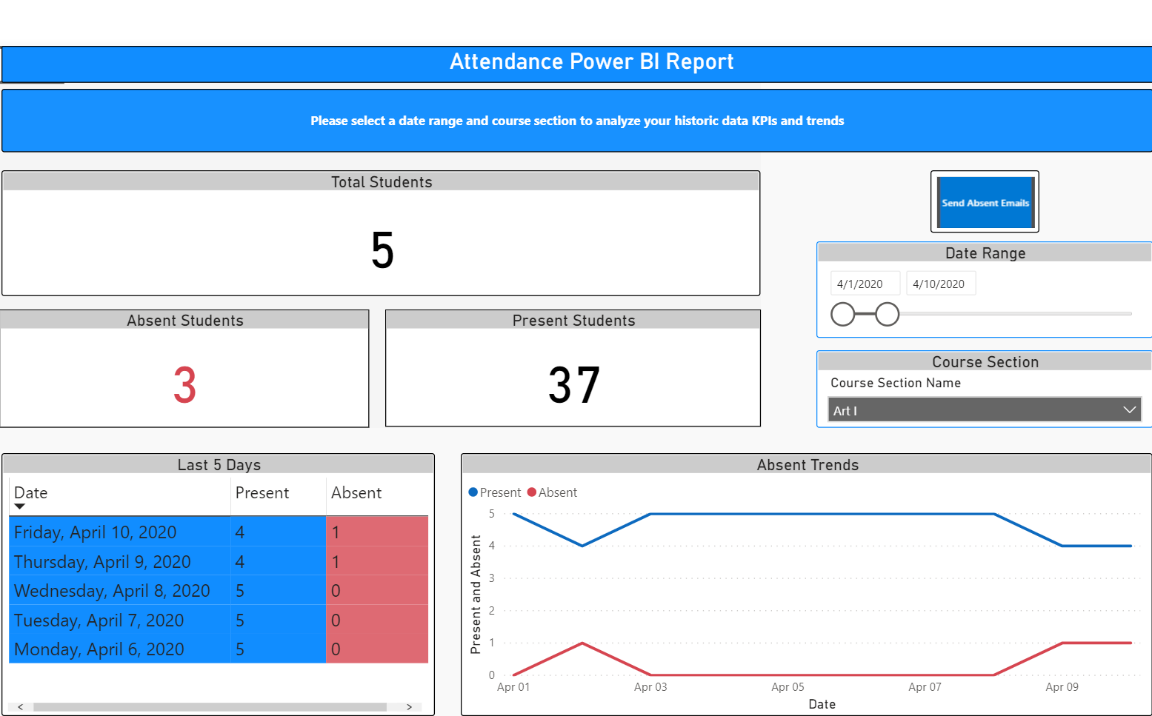 Attendance Power BI Report
Please select a date range and course section to analyze your historic data KPIs and trends
Total Students
5
Send Absent Emails
Date Range
4/1/2020 4/10/2020
Absent Students
3
Present Students
37
Course Section
Course Section Name
Art I
Last 5 Days
Date Present Absent
Friday, April 10, 2020 4 1
Thursday, April 9, 2020 4 1
Wednesday, April 8, 2020 5 0
Tuesday, April 7, 2020 5 0
Monday, April 6, 2020 5 0
Absent Trends
Present Absent
Present and Absent
5
4
3
2
1
0
Apr 01 Apr 03 Apr 05 Apr 07 Apr 09
Date